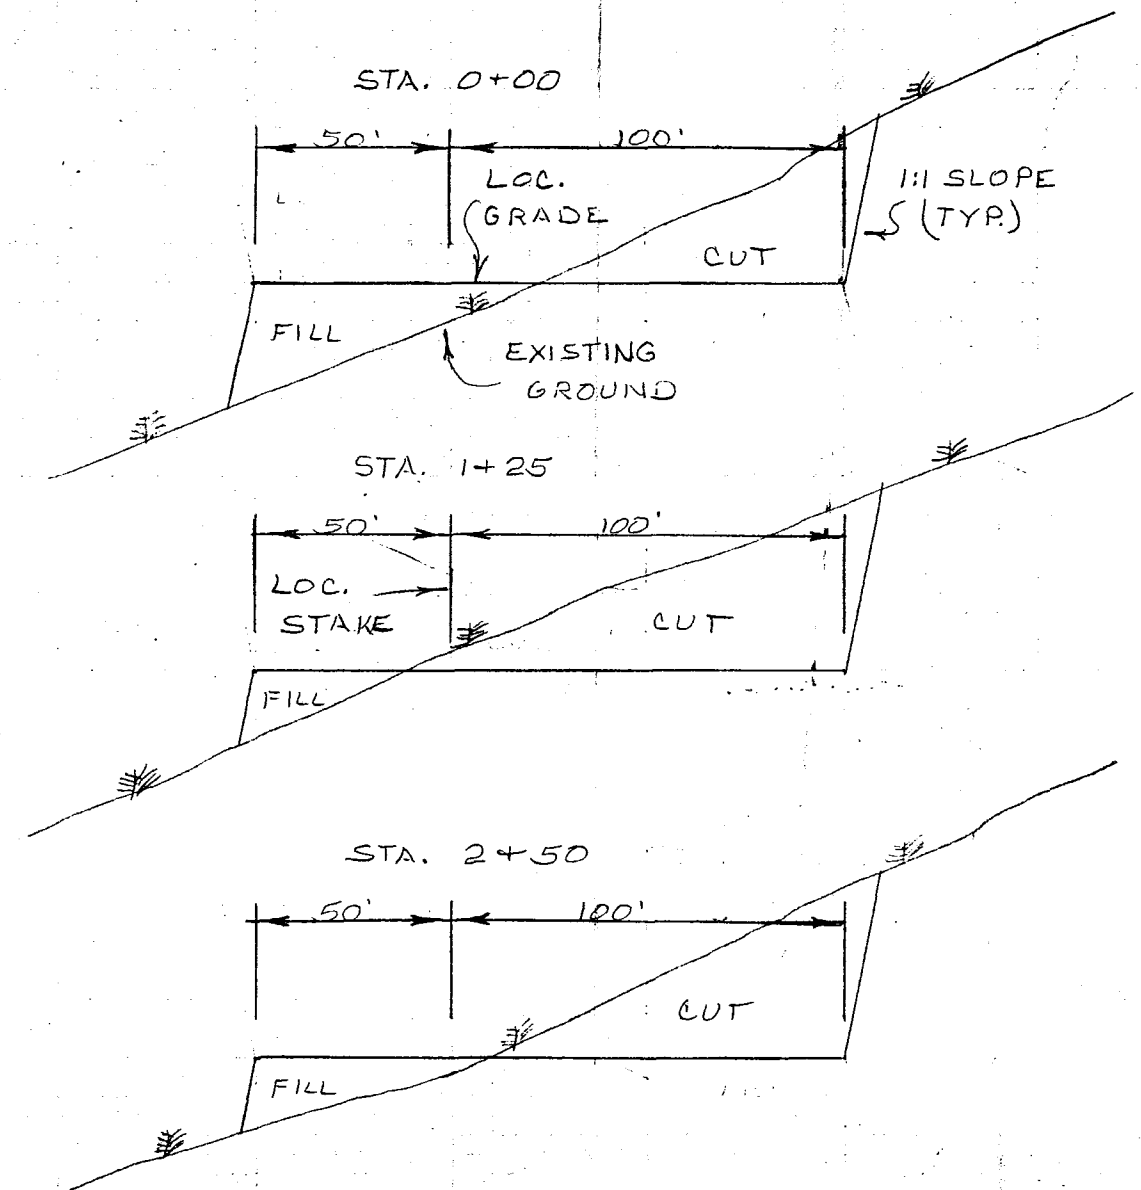 STA. 0+00
50'
100'
LOC.
GRADE
1:1 SLOPE
(TYP.)
CUT
FILL
EXISTING
GROUND
STA. 1+25
50'
100'
LOC.
STAKE
CUT
FILL
STA. 2+50
50'
100'
CUT
FILL